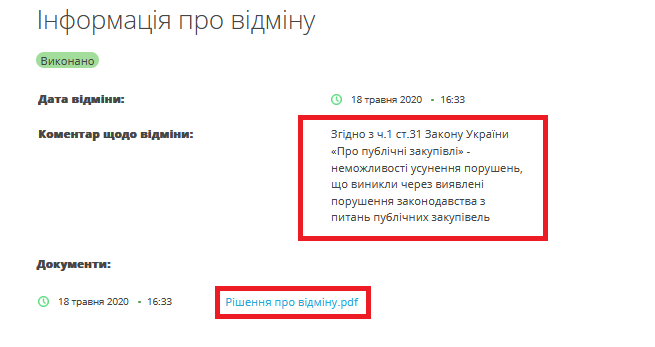 Інформація про відміну
Виконано
Дата відміни: 18 травня 2020 • 16:33
Коментар щодо відміни: Згідно з ч.1 ст.31 Закону України
«Про публічні закупівлі» -
неможливості усунення порушень,
що виникли через виявлені
порушення законодавства з
питань публічних закупівель
Документи:
18 травня 2020 • 16:33 Рішення про відміну.pdf